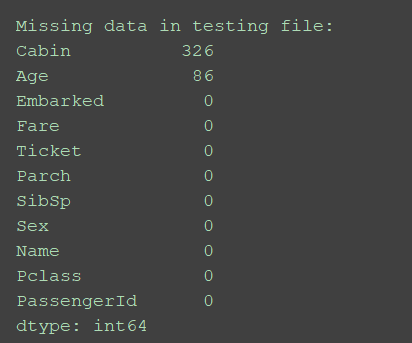 Missing data in testing file:
Cabin 326
Age 86
Embarked 0
Fare 0
Ticket 0
Parch 0
SibSp 0
Sex 0
Name 0
Pclass 0
PassengerId 0
dtype: int64